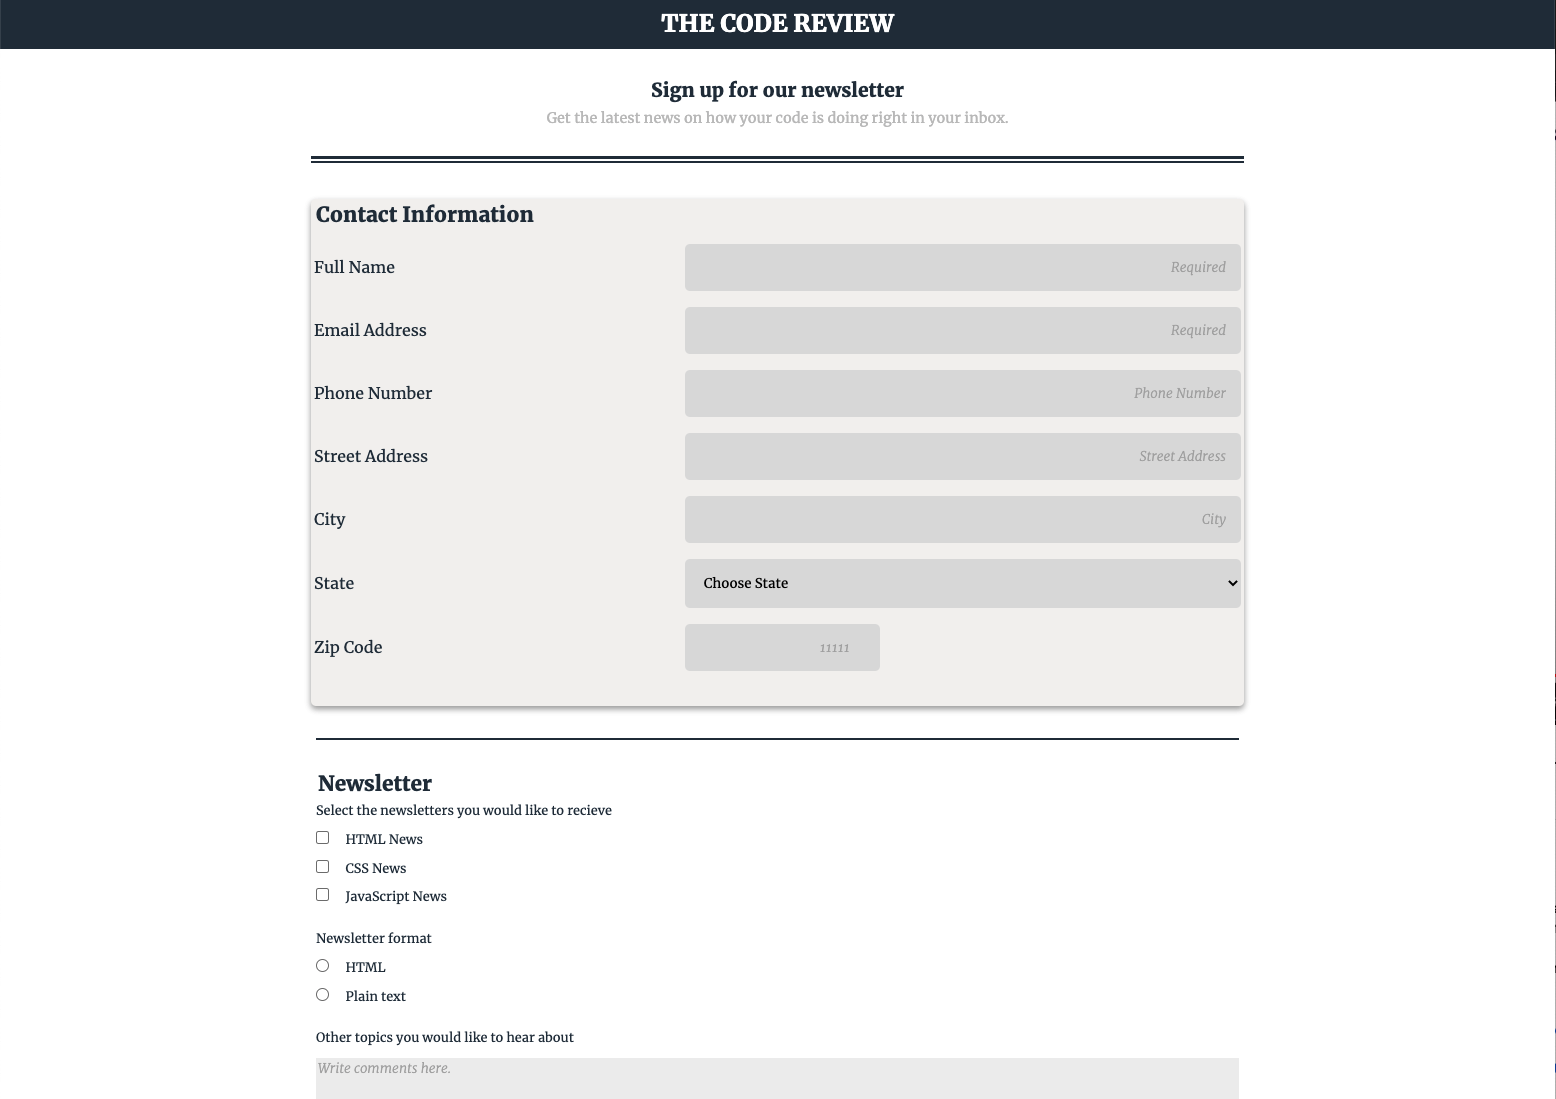 THE CODE REVIEW
Sign up for our newsletter
Get the latest news on how your code is doing right in your inbox.
Contact Information
Full Name
Required
Email Address
Required
Phone Number
Phone Number
Street Address
Street Address
City
City
State
Choose State
Zip Code
11111
Newsletter
Select the newsletters you would like to recieve
HTML News
CSS News
JavaScript News
Newsletter format
HTML
Plain text
Other topics you would like to hear about
Write comments here.